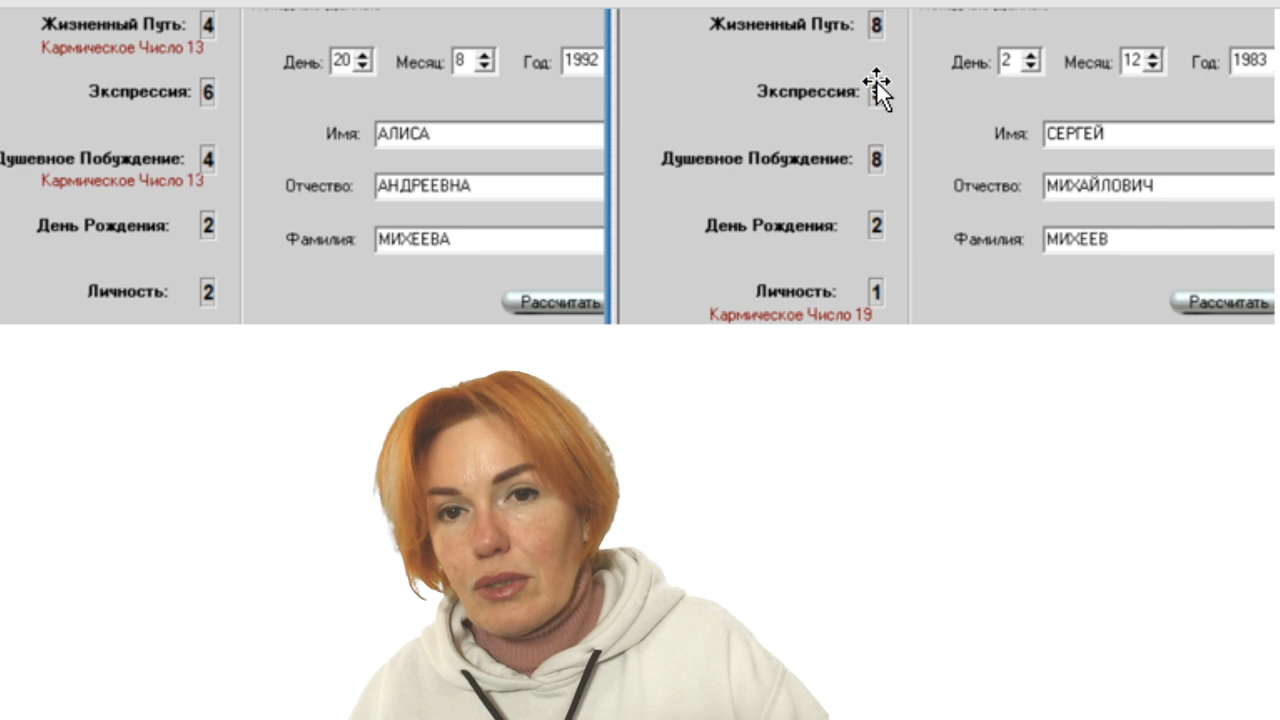 Жизненный Путь: 4
Кармическое Число 13
День: 20 Месяц: 8 Год: 1992
Экспрессия: 6
Имя: АЛИСА
Душевное Побуждение: 4
Кармическое Число 13
Отчество: АНДРЕЕВНА
День Рождения: 2
Фамилия: МИХЕЕВА
Личность: 2
Рассчитать
Жизненный Путь: 8
День: 2 Месяц: 12 Год: 1983
Экспрессия:
Имя: СЕРГЕЙ
Душевное Побуждение: 8
Отчество: МИХАЙЛОВИЧ
День Рождения: 2
Фамилия: МИХЕЕВ
Личность: 1
Кармическое Число 19
Рассчитать